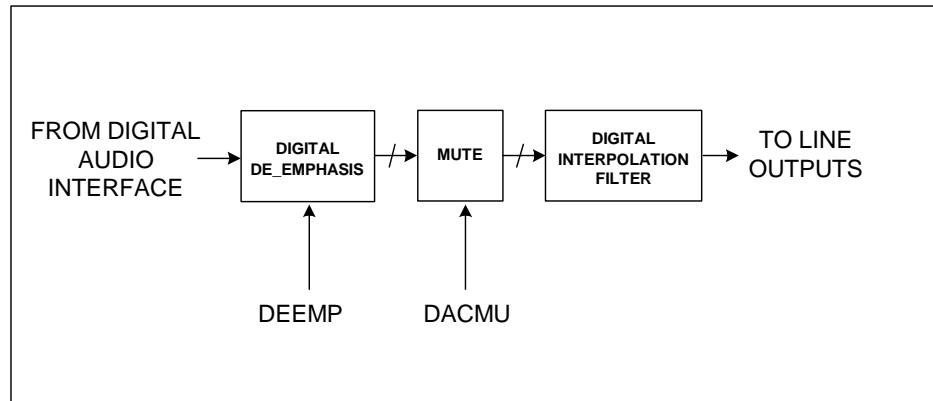 FROM DIGITAL
AUDIO
INTERFACE
DIGITAL
DE_EMPHASIS
MUTE
DIGITAL
INTERPOLATION
FILTER
TO LINE
OUTPUTS
DEEMP
DACMU